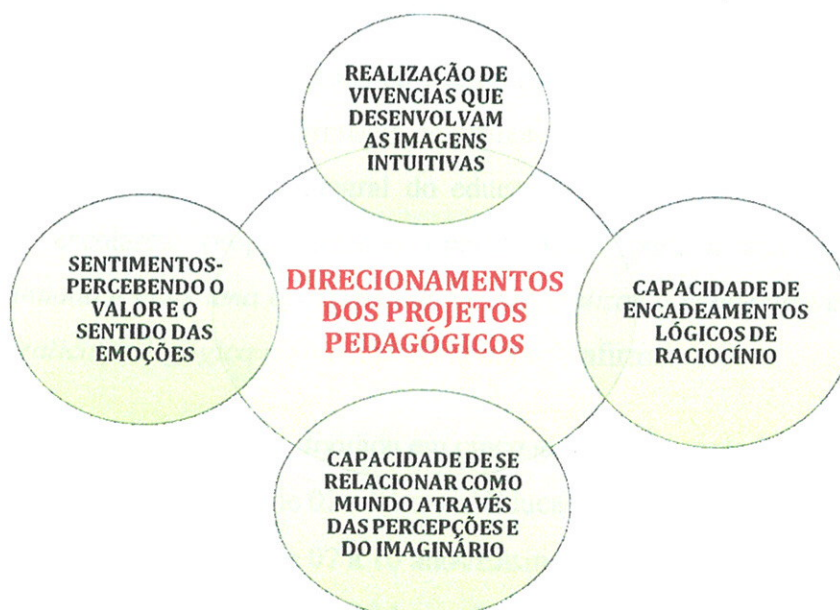 REALIZAÇÃO DE
VIVENCIAS QUE
DESENVOLVAM
AS IMAGENS
INTUITIVAS
SENTIMENTOS-
PERCEBENDO O
VALOR E O
SENTIDO DAS
EMOÇÕES
DIRECIONAMENTOS
DOS PROJETOS
PEDAGÓGICOS
CAPACIDADE DE
ENCADEAMENTOS
LÓGICOS DE
RACIOCÍNIO
CAPACIDADE DE SE
RELACIONAR COMO
MUNDO ATRAVÉS
DAS PERCEPÇÕES E
DO IMAGINÁRIO